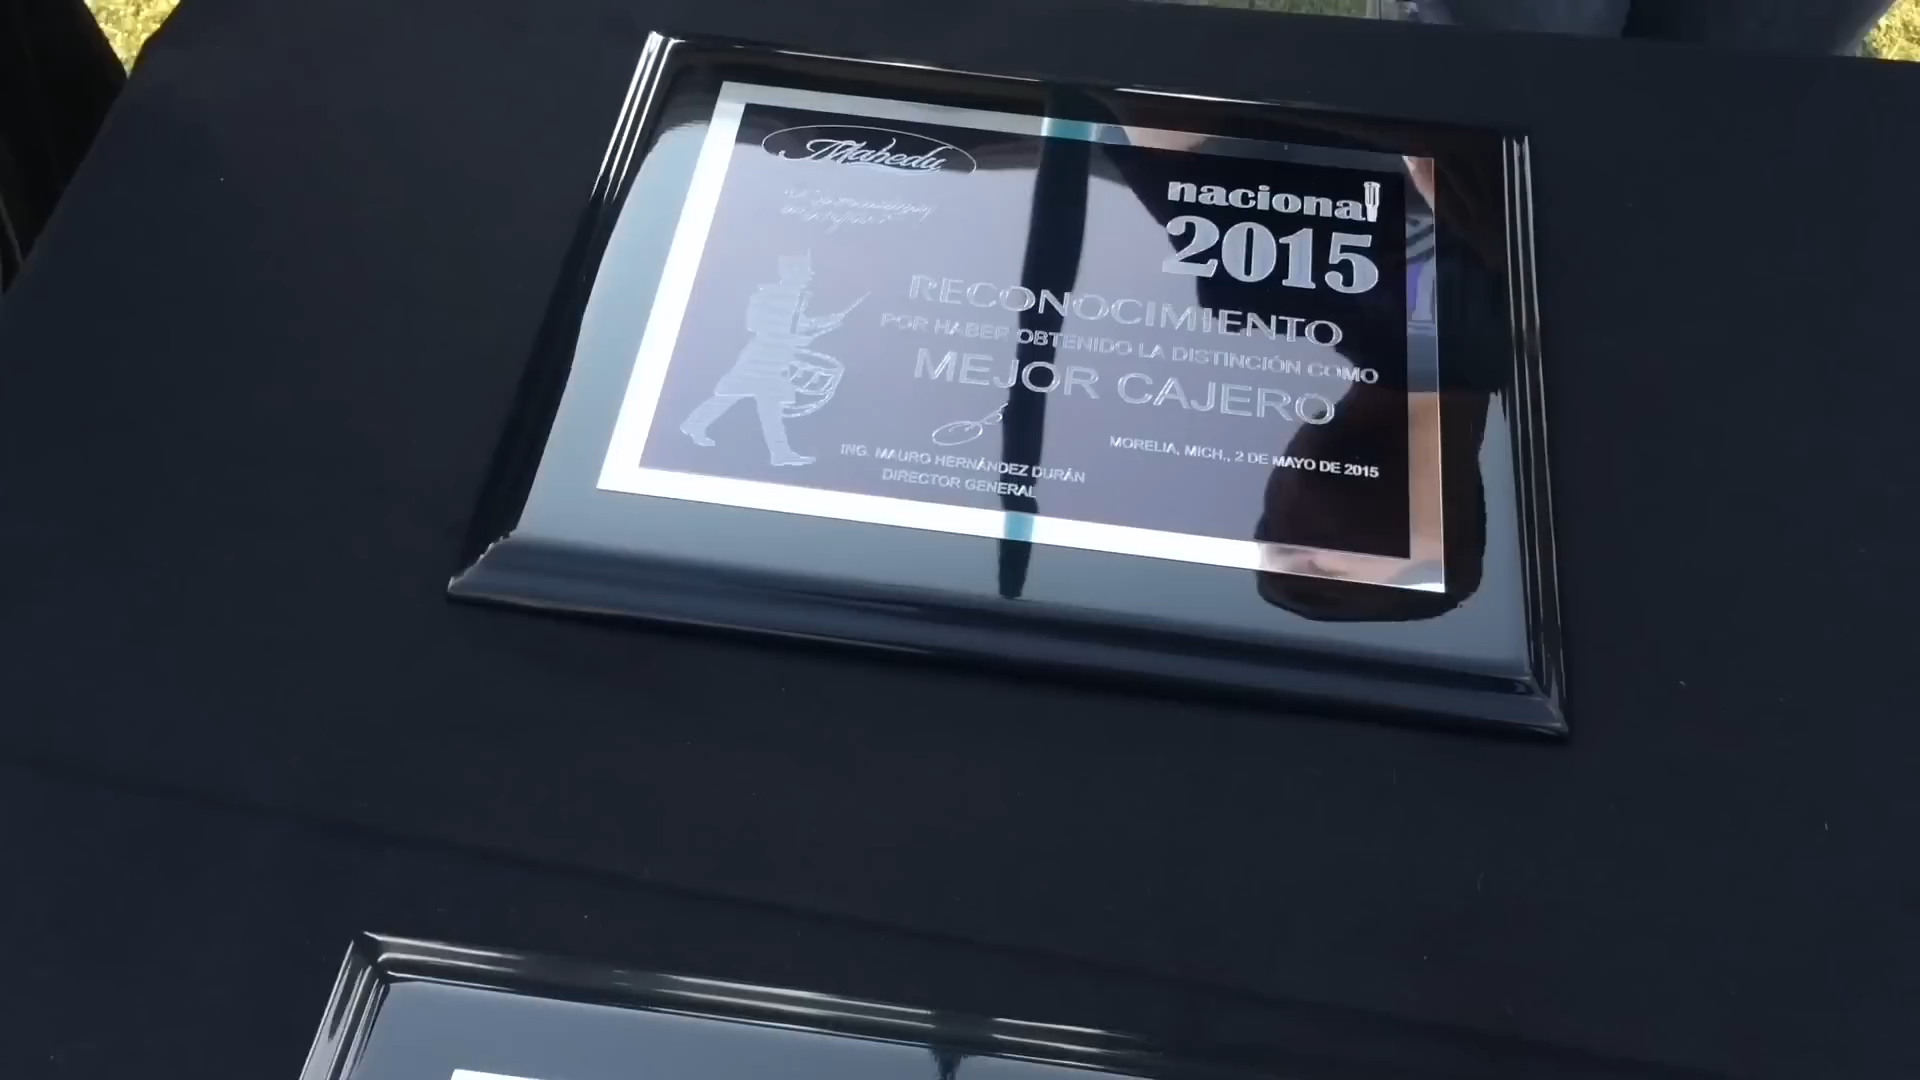 Mahedu
nacional
2015
RECONOCIMIENTO
POR HABER OBTENIDO LA DISTINCIÓN COMO
MEJOR CAJERO
ING. MAURO HERNÁNDEZ DURÁN
DIRECTOR GENERAL
MORELIA, MICH., 2 DE MAYO DE 2015